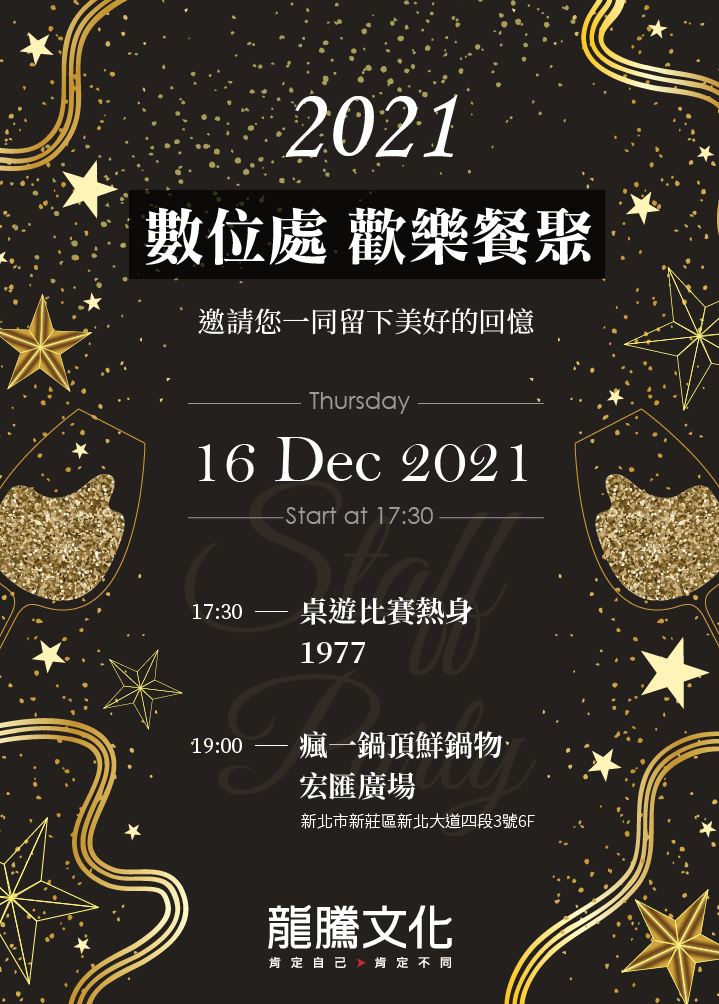 2021
數位處 歡樂餐聚
邀請您一同留下美好的回憶
Thursday
16 Dec 2021
Start at 17:30
Staff
Party
17:30 — 桌遊比賽熱身
1977
19:00 — 瘋一鍋頂鮮鍋物
宏匯廣場
新北市新莊區新北大道四段3號6F
龍騰文化
肯定自己➤肯定不同